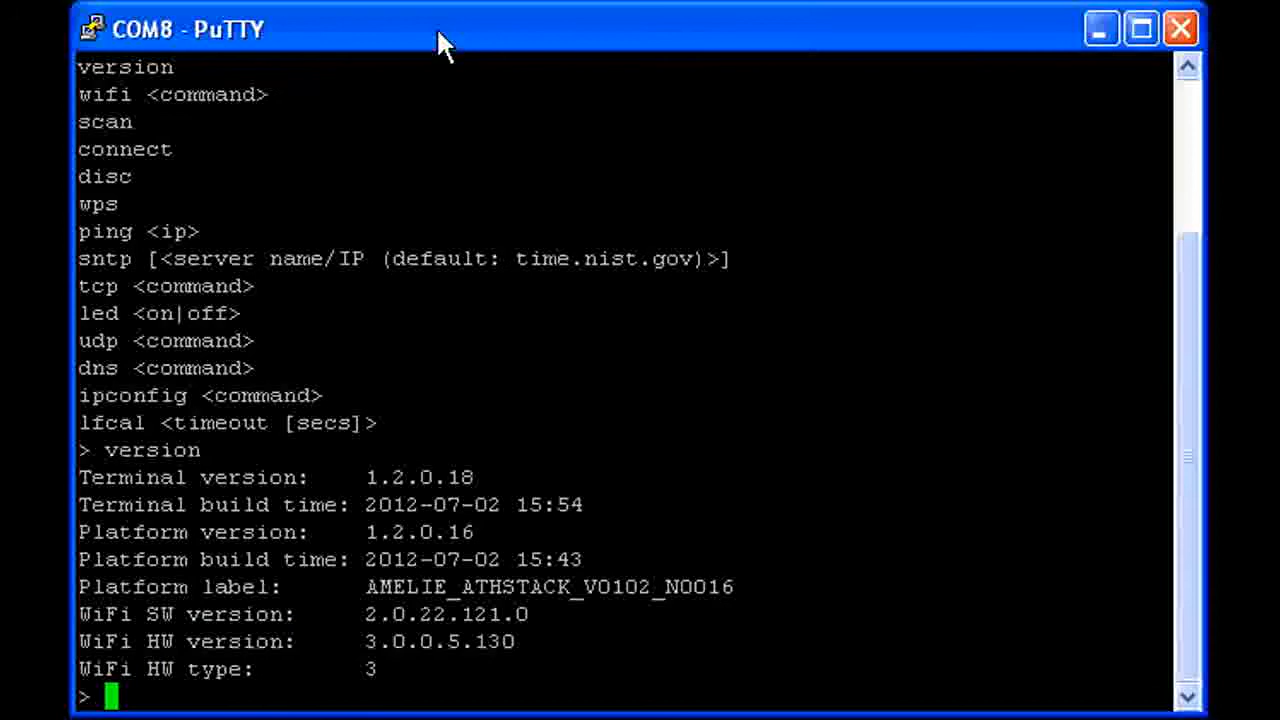 COM8 - PuTTY
version
wifi <command>
scan
connect
disc
wps
ping <ip>
sntp [<server name/IP (default: time.nist.gov)>]
tcp <command>
led <on|off>
udp <command>
dns <command>
ipconfig <command>
lfcal <timeout [secs]>
> version
Terminal version:    1.2.0.18
Terminal build time: 2012-07-02 15:54
Platform version:    1.2.0.16
Platform build time: 2012-07-02 15:43
Platform label:      AMELIE_ATHSTACK_V0102_N0016
WiFi SW version:     2.0.22.121.0
WiFi HW version:     3.0.0.5.130
WiFi HW type:        3
>